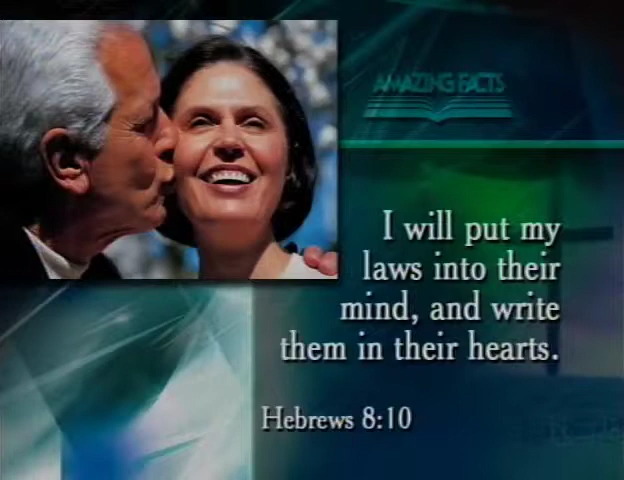 AMAZING FACTS
I will put my
laws into their
mind, and write
them in their hearts.
Hebrews 8:10